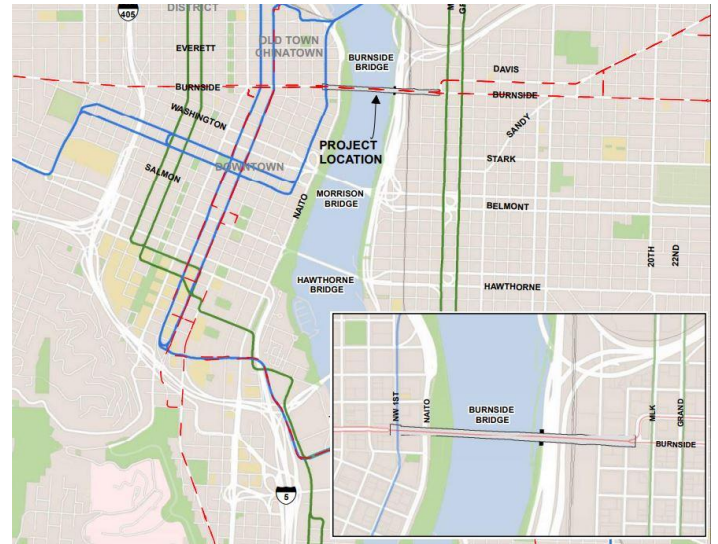 DISTRICT
405
M
G
EVERETT
OLD TOWN
CHINATOWN
BURNSIDE
BRIDGE
DAVIS
BURNSIDE
BURNSIDE
WASHINGTON
SANDY
PROJECT
LOCATION
STARK
DOWNTOWN
SALMON
MORRISON
BRIDGE
NAITO
BELMONT
20TH
22ND
HAWTHORNE
BRIDGE
HAWTHORNE
NW 1ST
NAITO
BURNSIDE
BRIDGE
MLK
GRAND
BURNSIDE
5